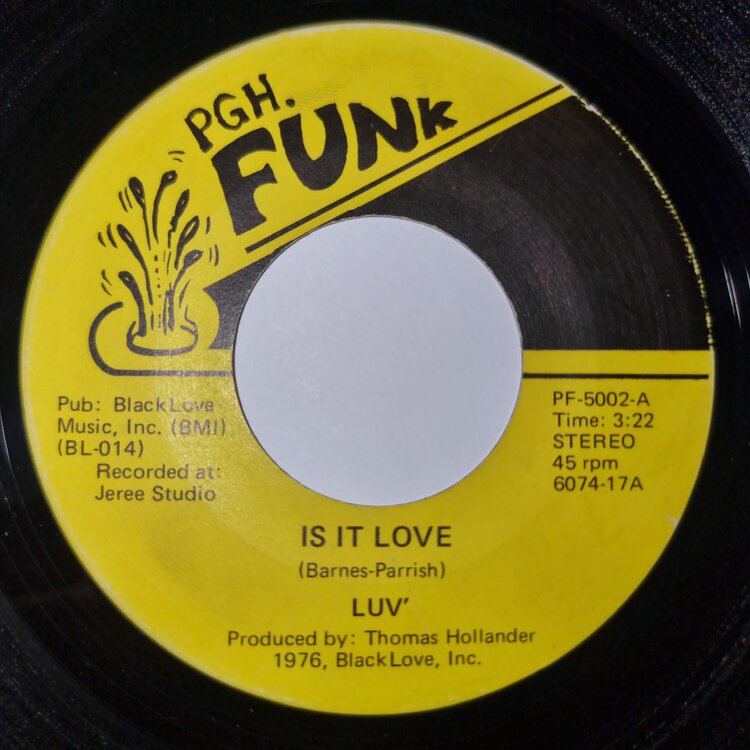 PGH.
FUNK
Pub: BlackLove
Music, Inc. (BMI)
(BL-014)
Recorded at:
Jeree Studio
PF-5002-A
Time: 3:22
STEREO
45 rpm
6074-17A
IS IT LOVE
(Barnes-Parrish)
LUV’
Produced by: Thomas Hollander
1976, BlackLove, Inc.